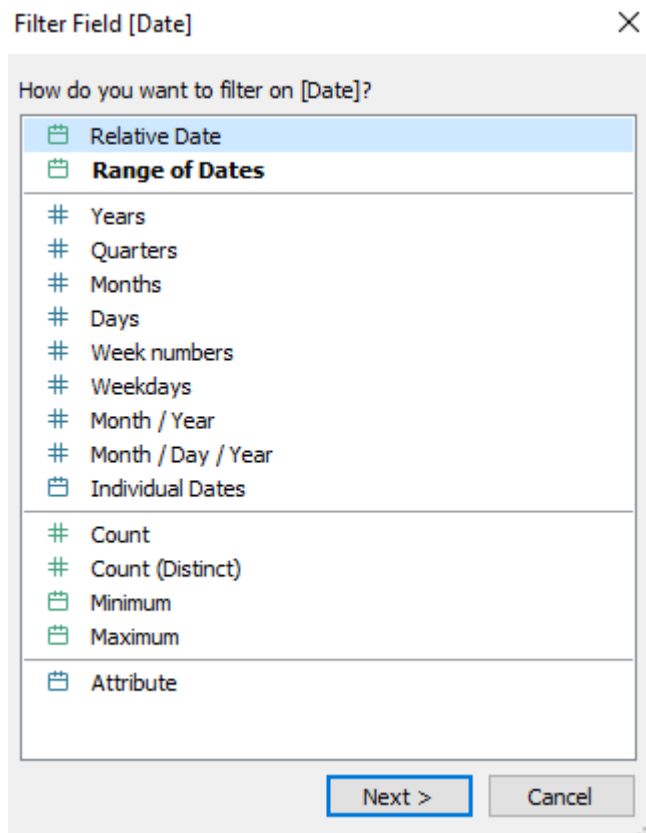 Filter Field [Date]
How do you want to filter on [Date]?
Relative Date
Range of Dates
Years
Quarters
Months
Days
Week numbers
Weekdays
Month / Year
Month / Day / Year
Individual Dates
Count
Count (Distinct)
Minimum
Maximum
Attribute
Next >
Cancel